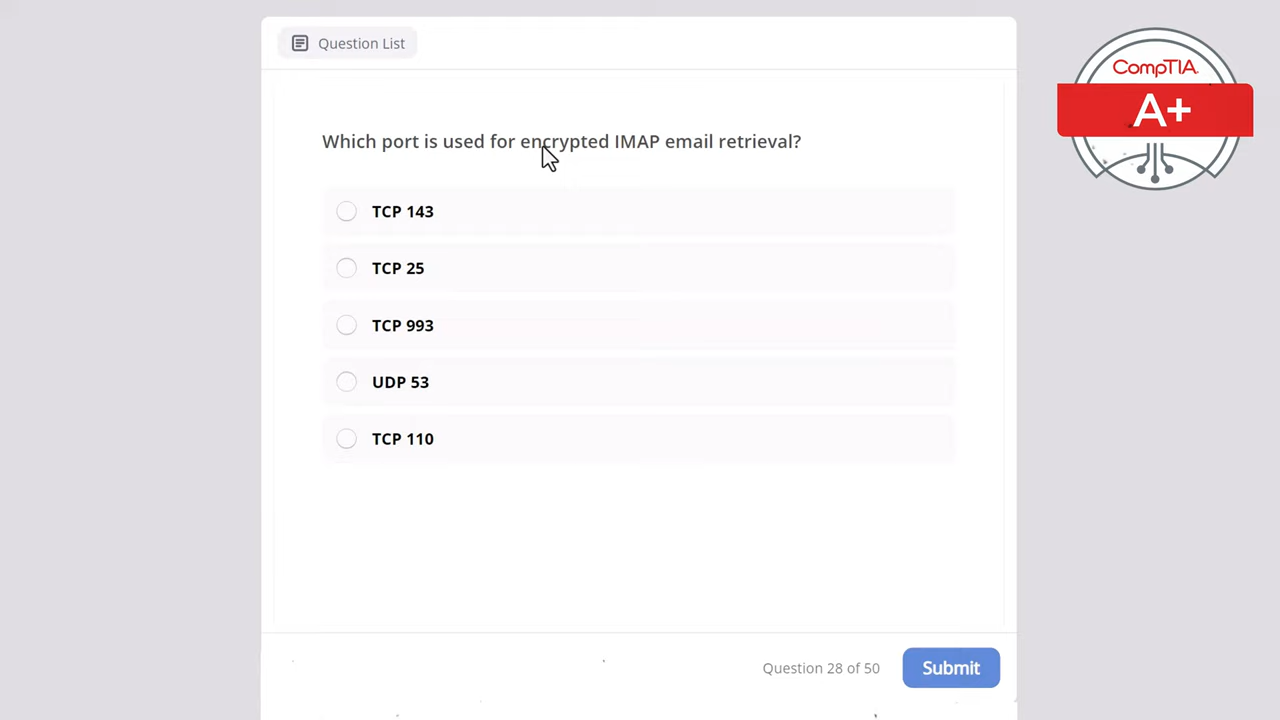 Question List
CompTIA.
A+
Which port is used for encrypted IMAP email retrieval?
TCP 143
TCP 25
TCP 993
UDP 53
TCP 110
Question 28 of 50
Submit